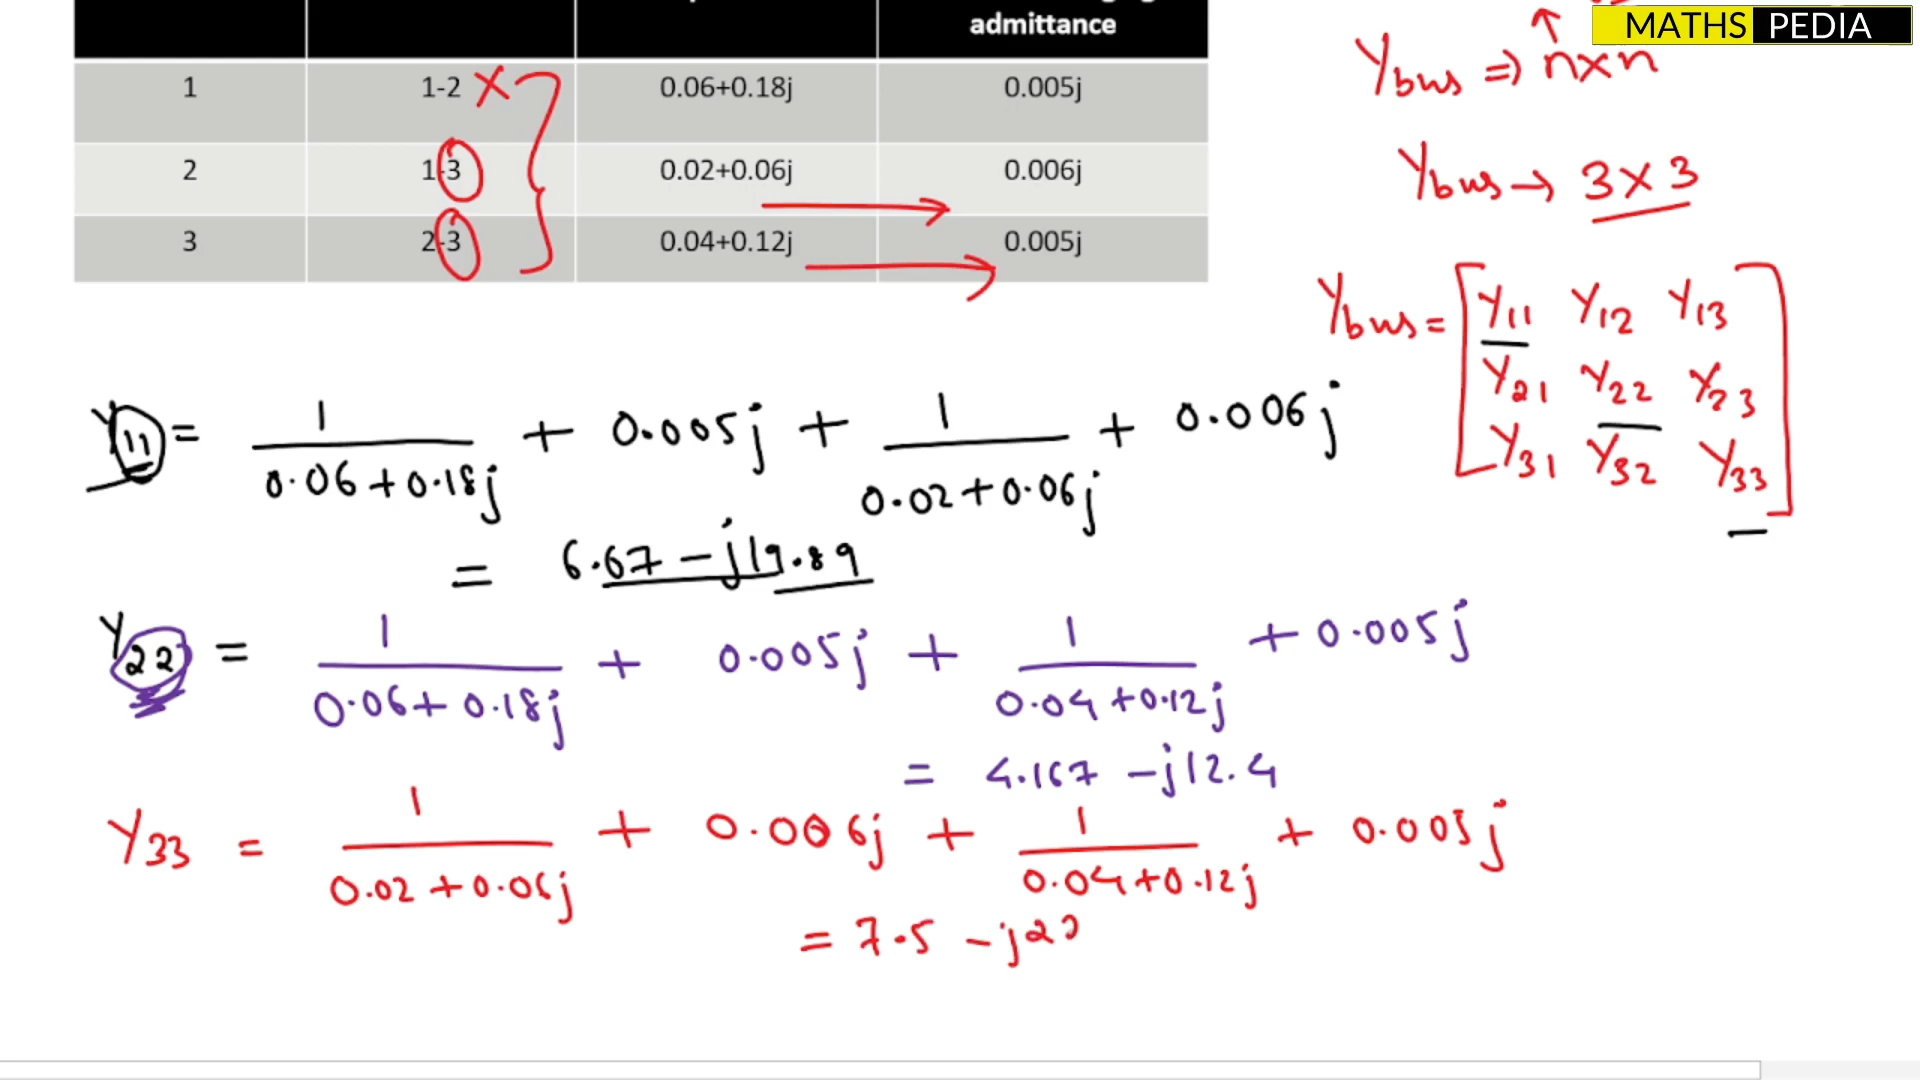 MATHS PEDIA
admittance
1 1-2 0.06+0.18j 0.005j
2 1-3 0.02+0.06j 0.006j
3 2-3 0.04+0.12j 0.005j
Ybus => n×n
Ybus → 3×3
Ybus = [Y11 Y12 Y13
Y21 Y22 Y23
Y31 Y32 Y33]
Y11 = 1/(0.06+0.18j) + 0.005j + 1/(0.02+0.06j) + 0.006j
= 6.67 - j19.89
Y22 = 1/(0.06+0.18j) + 0.005j + 1/(0.04+0.12j) + 0.005j
= 4.167 - j12.4
Y33 = 1/(0.02+0.06j) + 0.006j + 1/(0.04+0.12j) + 0.005j
= 7.5 - j2